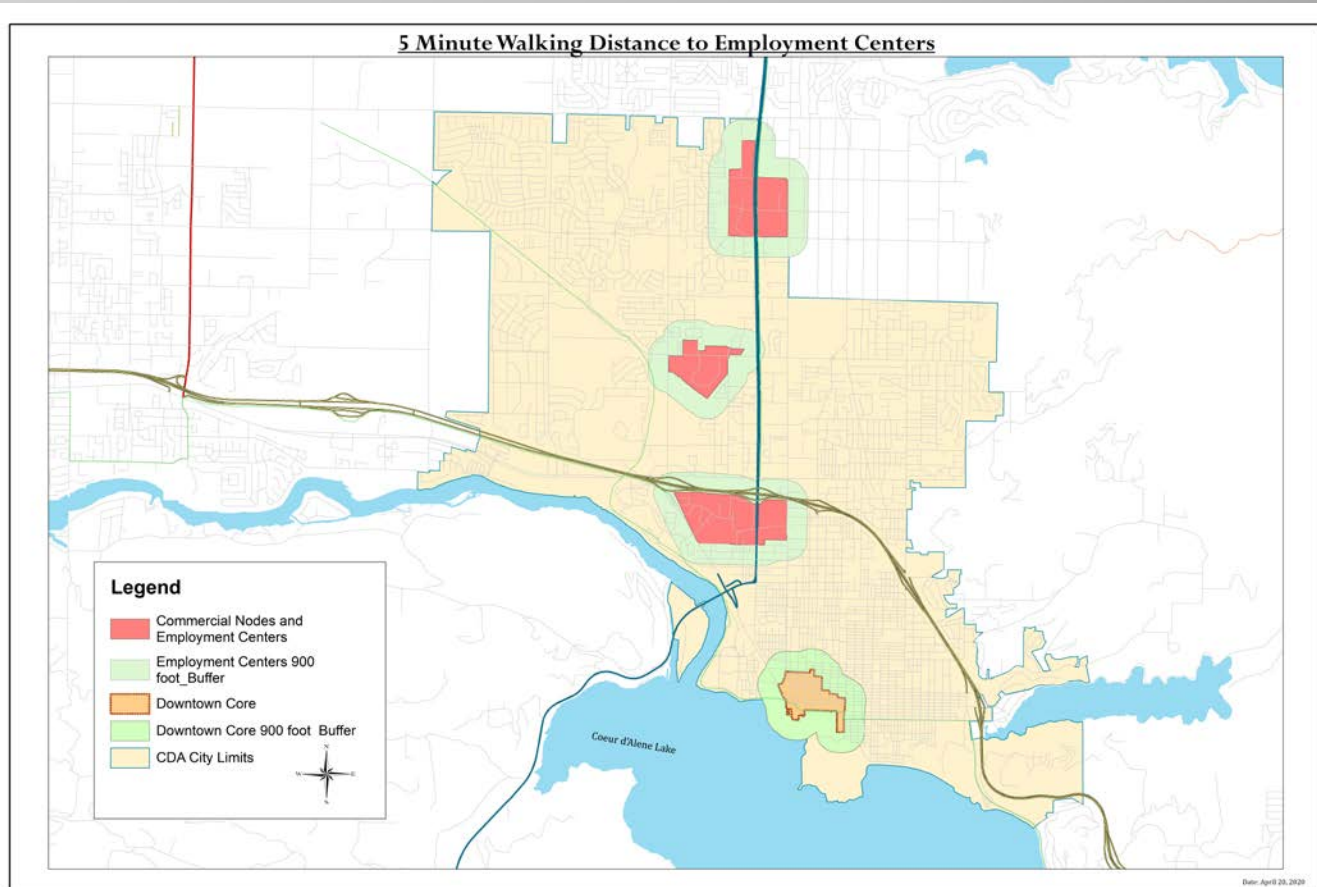 5 Minute Walking Distance to Employment Centers
Legend
Commercial Nodes and
Employment Centers
Employment Centers 900
foot_Buffer
Downtown Core
Downtown Core 900 foot Buffer
CDA City Limits
N
W
E
S
Coeur d'Alene Lake
Date: April 20, 2020